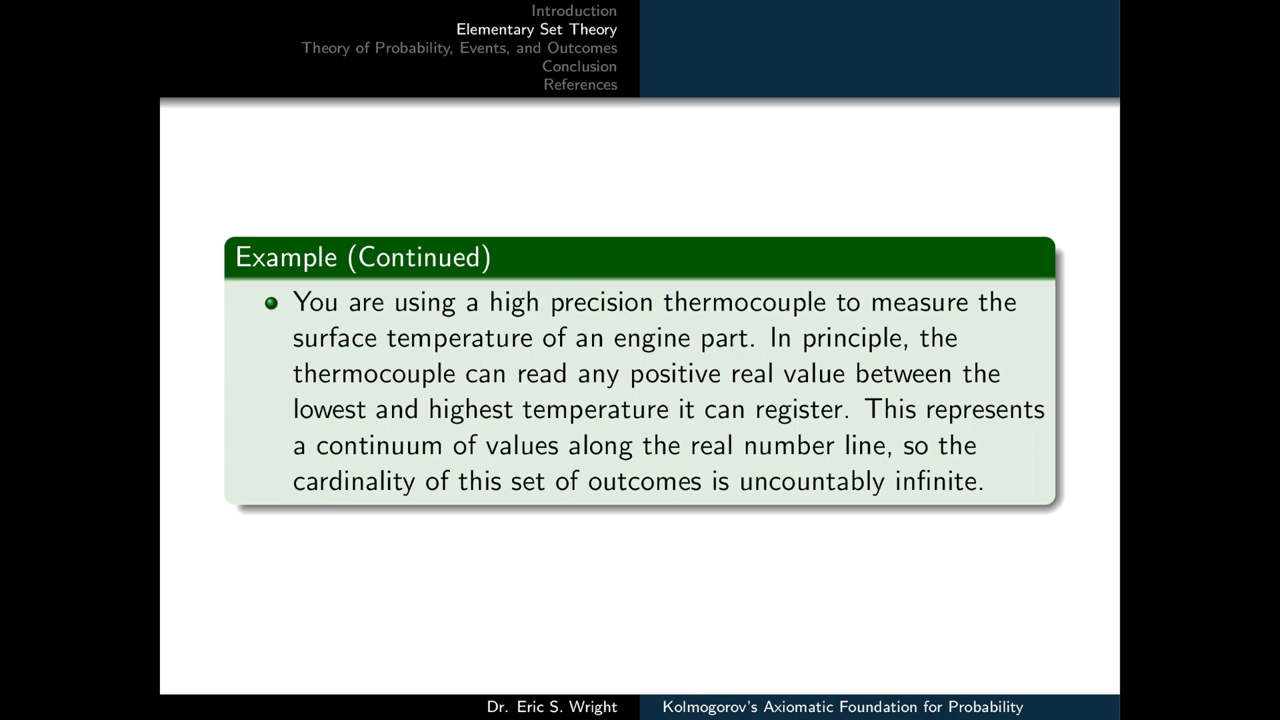 Introduction
Elementary Set Theory
Theory of Probability, Events, and Outcomes
Conclusion
References
Example (Continued)
You are using a high precision thermocouple to measure the
surface temperature of an engine part. In principle, the
thermocouple can read any positive real value between the
lowest and highest temperature it can register. This represents
a continuum of values along the real number line, so the
cardinality of this set of outcomes is uncountably infinite.
Dr. Eric S. Wright
Kolmogorov's Axiomatic Foundation for Probability